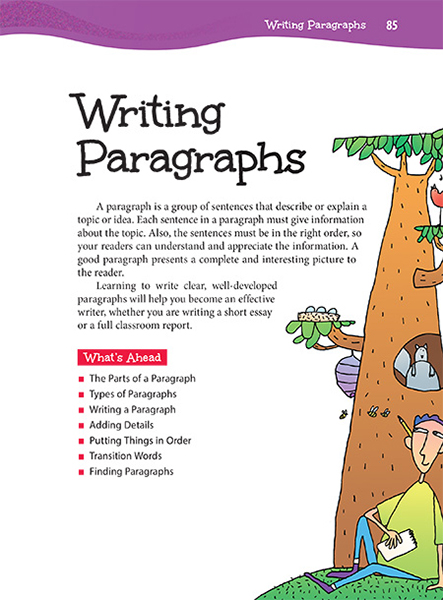 Writing Paragraphs 85
Writing
Paragraphs
A paragraph is a group of sentences that describe or explain a
topic or idea. Each sentence in a paragraph must give information
about the topic. Also, the sentences must be in the right order, so
your readers can understand and appreciate the information. A
good paragraph presents a complete and interesting picture to
the reader.
Learning to write clear, well-developed
paragraphs will help you become an effective
writer, whether you are writing a short essay
or a full classroom report.
What's Ahead
■ The Parts of a Paragraph
■ Types of Paragraphs
■ Writing a Paragraph
■ Adding Details
■ Putting Things in Order
■ Transition Words
■ Finding Paragraphs